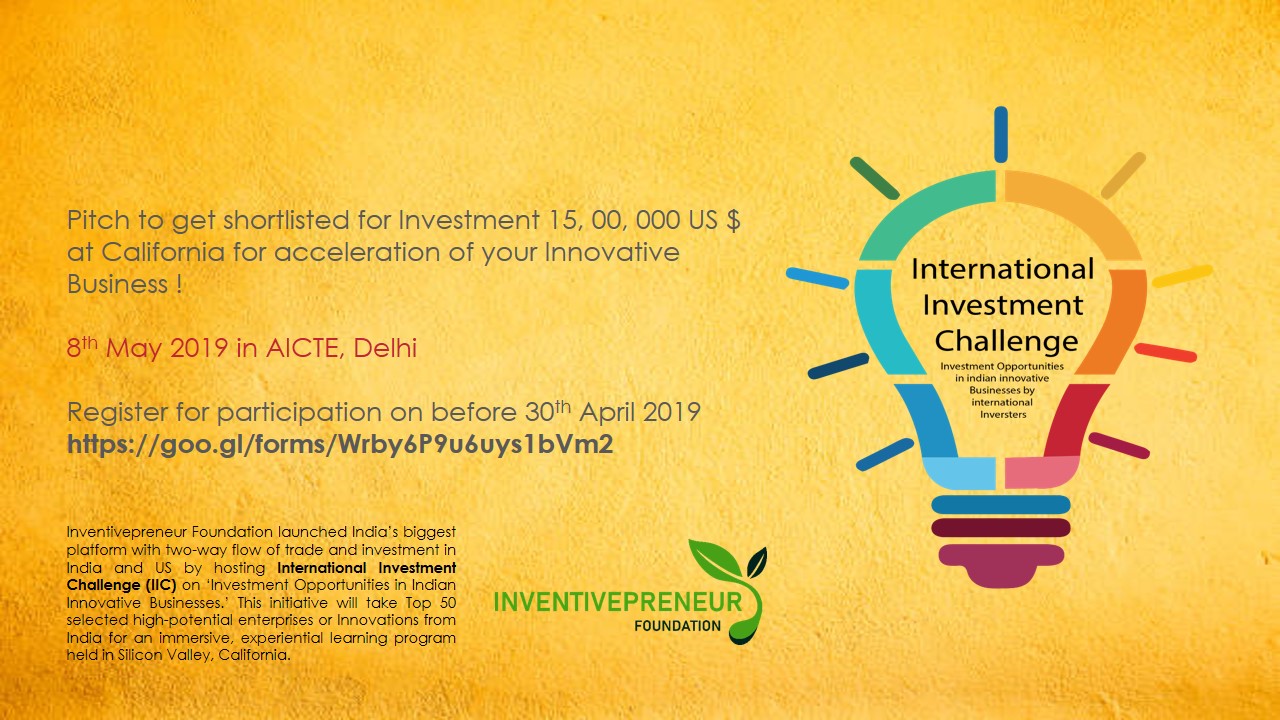 Pitch to get shortlisted for Investment 15, 00, 000 US $
at California for acceleration of your Innovative
Business !
8th May 2019 in AICTE, Delhi
Register for participation on before 30th April 2019
https://goo.gl/forms/Wrby6P9u6uys1bVm2
Inventivepreneur Foundation launched India’s biggest
platform with two-way flow of trade and investment in
India and US by hosting International Investment
Challenge (IIC) on ‘Investment Opportunities in Indian
Innovative Businesses.’ This initiative will take Top 50
selected high-potential enterprises or Innovations from
India for an immersive, experiential learning program
held in Silicon Valley, California.
INVENTIVEPRENEUR
FOUNDATION
International
Investment
Challenge
Investment Opportunities
in indian innovative
Businesses by
international
Inversters